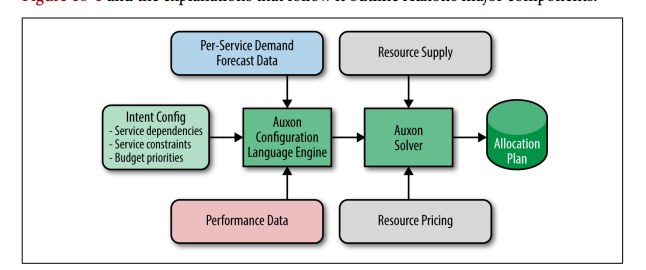 and the explanations that follow it outline Auxon's major components.
Per-Service Demand
Forecast Data
Resource Supply
Intent Config
- Service dependencies
- Service constraints
- Budget priorities
Auxon
Configuration
Language Engine
Auxon
Solver
Allocation
Plan
Performance Data
Resource Pricing